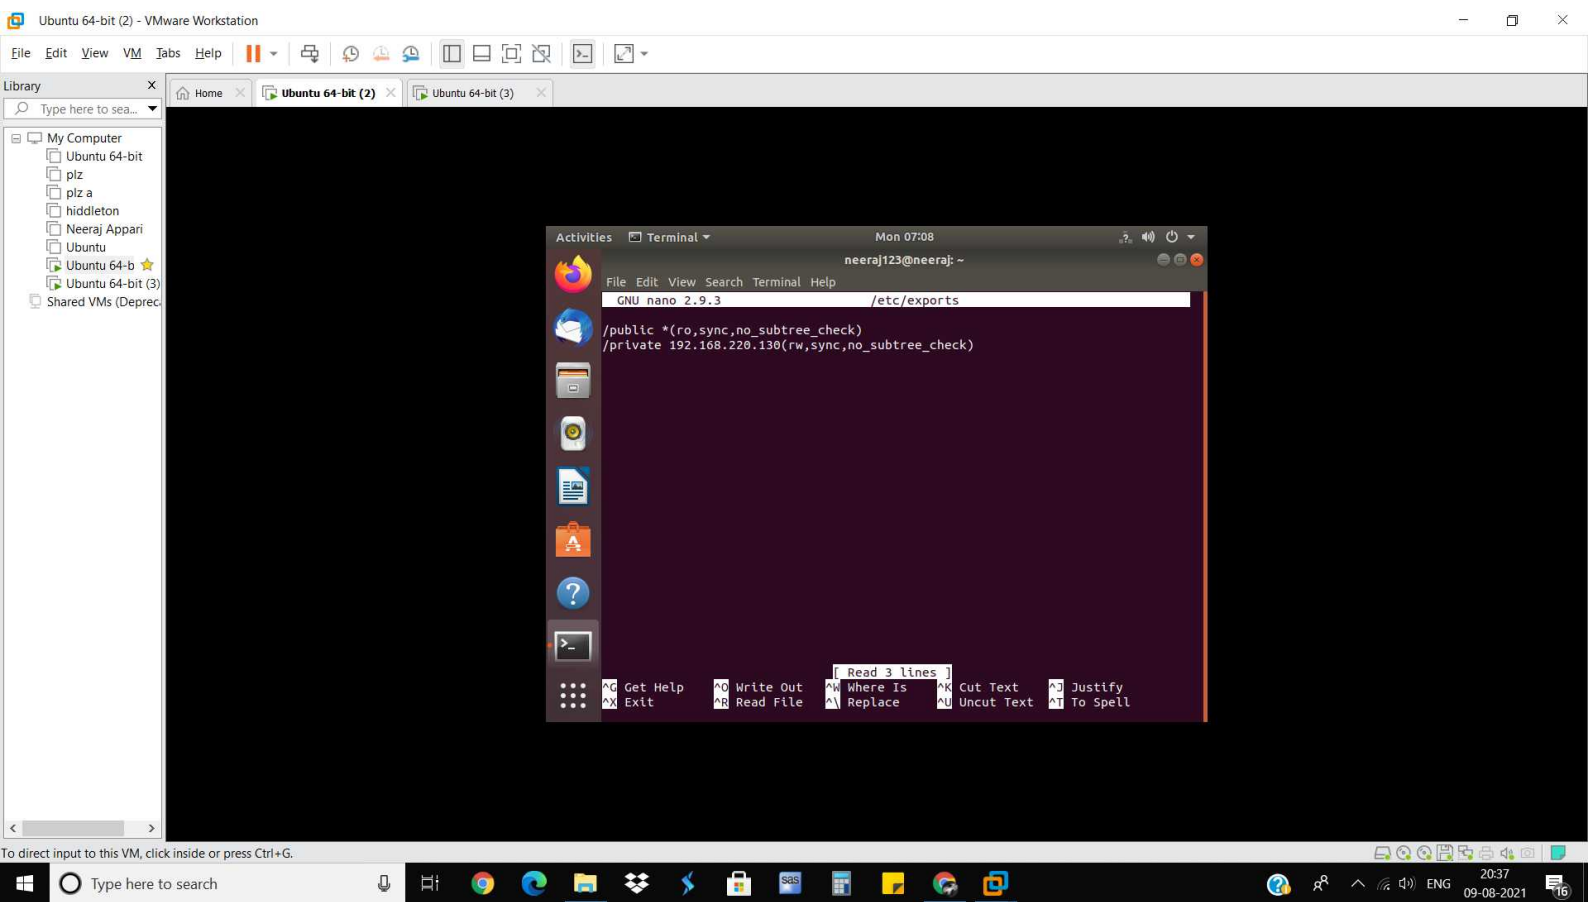 Ubuntu 64-bit (2) - VMware Workstation
File Edit View VM Tabs Help
Library
Type here to sea...
Home
Ubuntu 64-bit (2)
Ubuntu 64-bit (3)
My Computer
Ubuntu 64-bit
plz
plz a
hiddleton
Neeraj Appari
Ubuntu
Ubuntu 64-b
Ubuntu 64-bit (3)
Shared VMs (Depreca
Activities Terminal Mon 07:08
neeraj123@neeraj: ~
File Edit View Search Terminal Help
GNU nano 2.9.3 /etc/exports
/public *(ro,sync,no_subtree_check)
/private 192.168.220.130(rw,sync,no_subtree_check)
[ Read 3 lines ]
^G Get Help ^O Write Out ^W Where Is ^K Cut Text ^J Justify
^X Exit ^R Read File ^\ Replace ^U Uncut Text ^T To Spell
To direct input to this VM, click inside or press Ctrl+G.
Type here to search
sas
ENG
20:37
09-08-2021
16